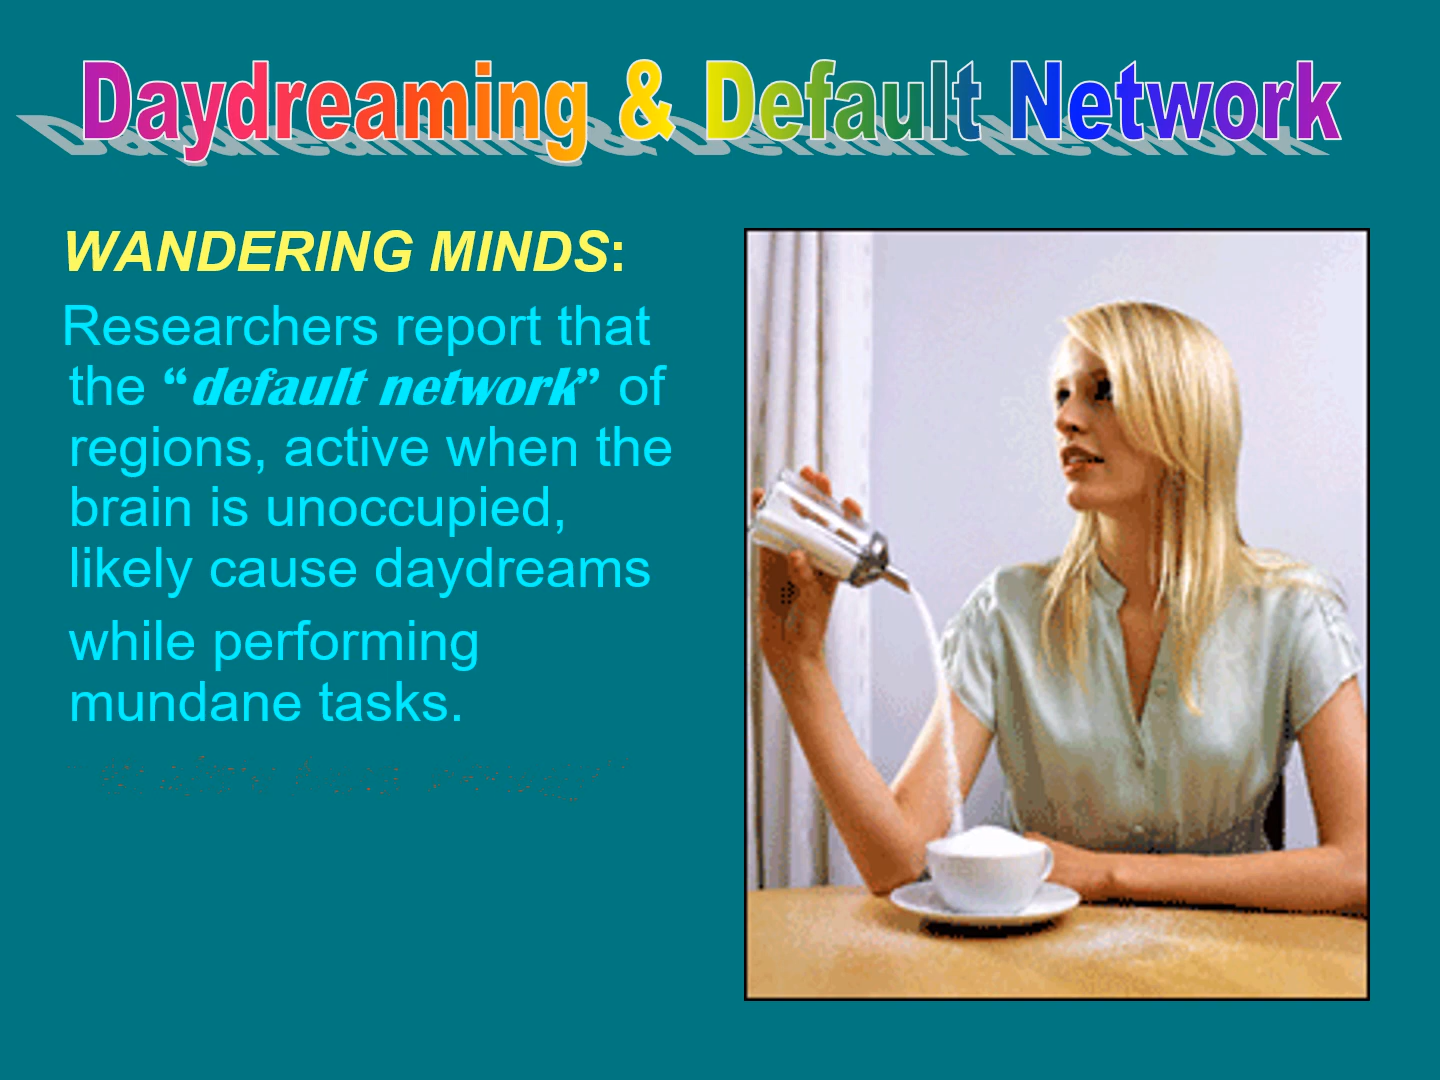 Daydreaming & Default Network
WANDERING MINDS:
Researchers report that
the “default network” of
regions, active when the
brain is unoccupied,
likely cause daydreams
while performing
mundane tasks.